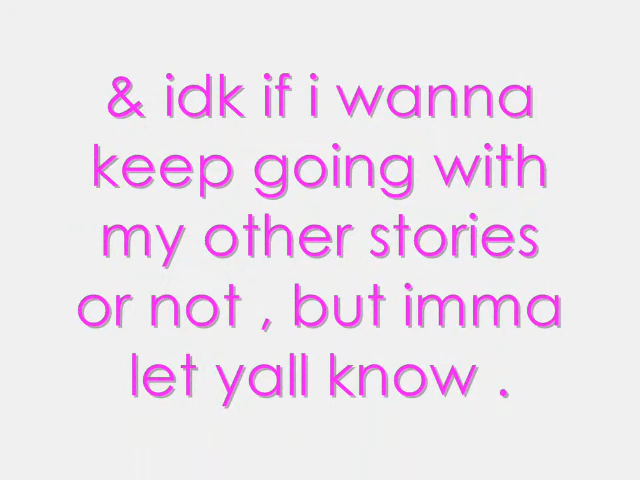 & idk if i wanna
keep going with
my other stories
or not , but imma
let yall know .